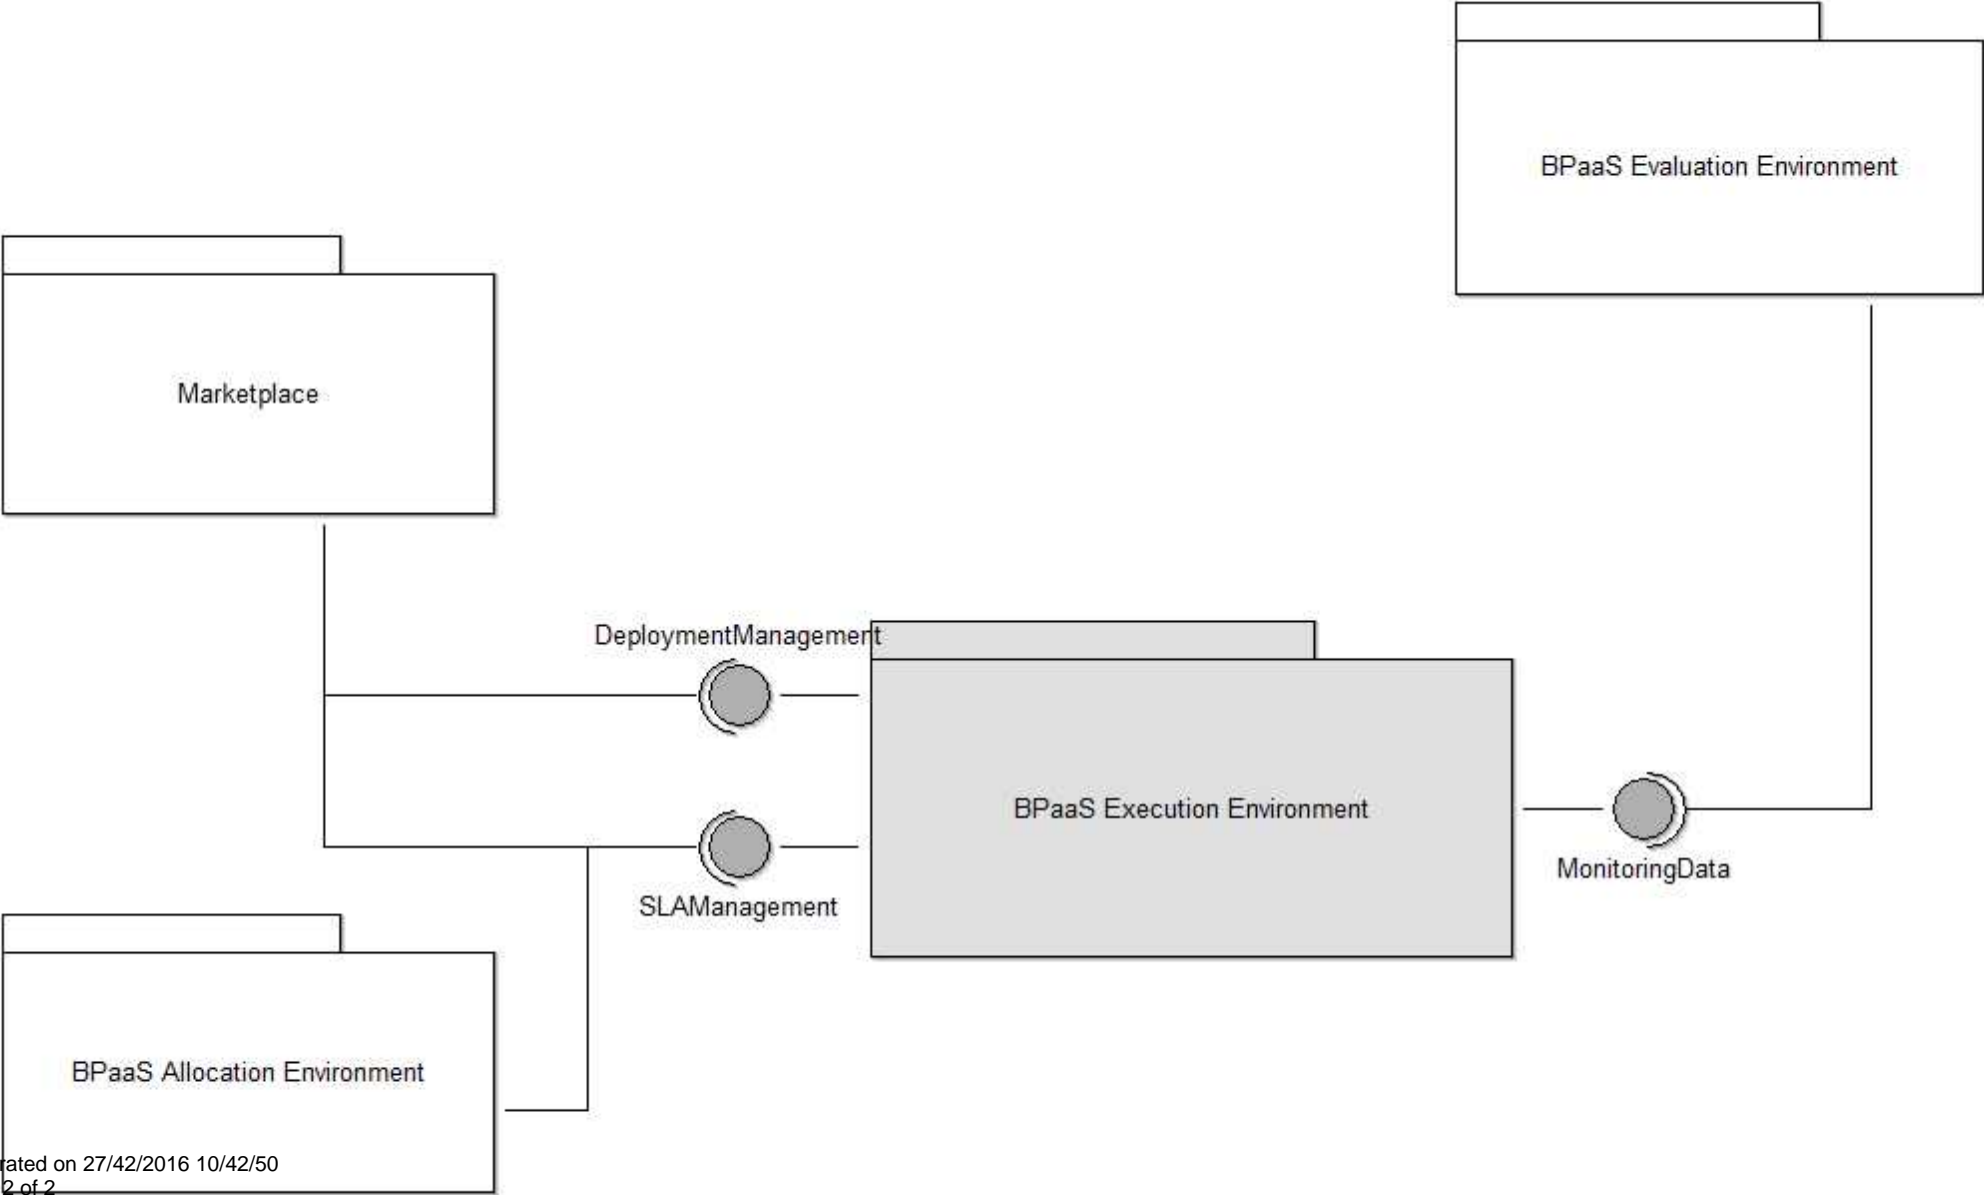 BPaaS Evaluation Environment
Marketplace
DeploymentManagement
BPaaS Execution Environment
MonitoringData
SLAManagement
BPaaS Allocation Environment
rated on 27/42/2016 10/42/50
2 of 2